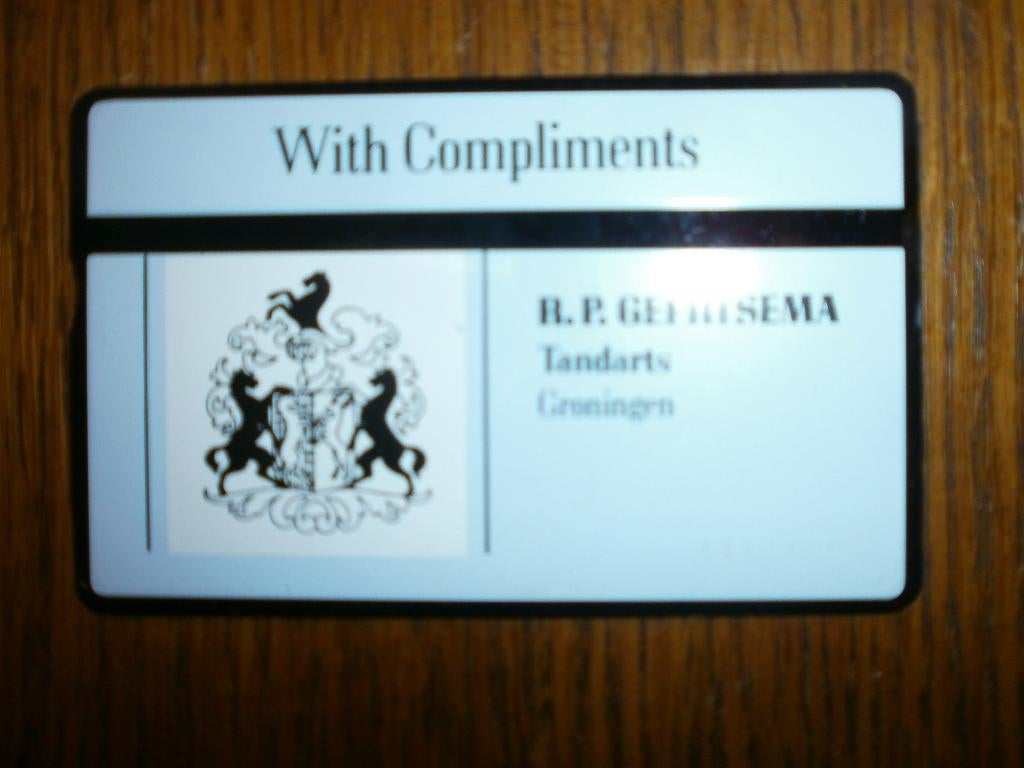 With Compliments
R. P.
Tandarts
Groningen